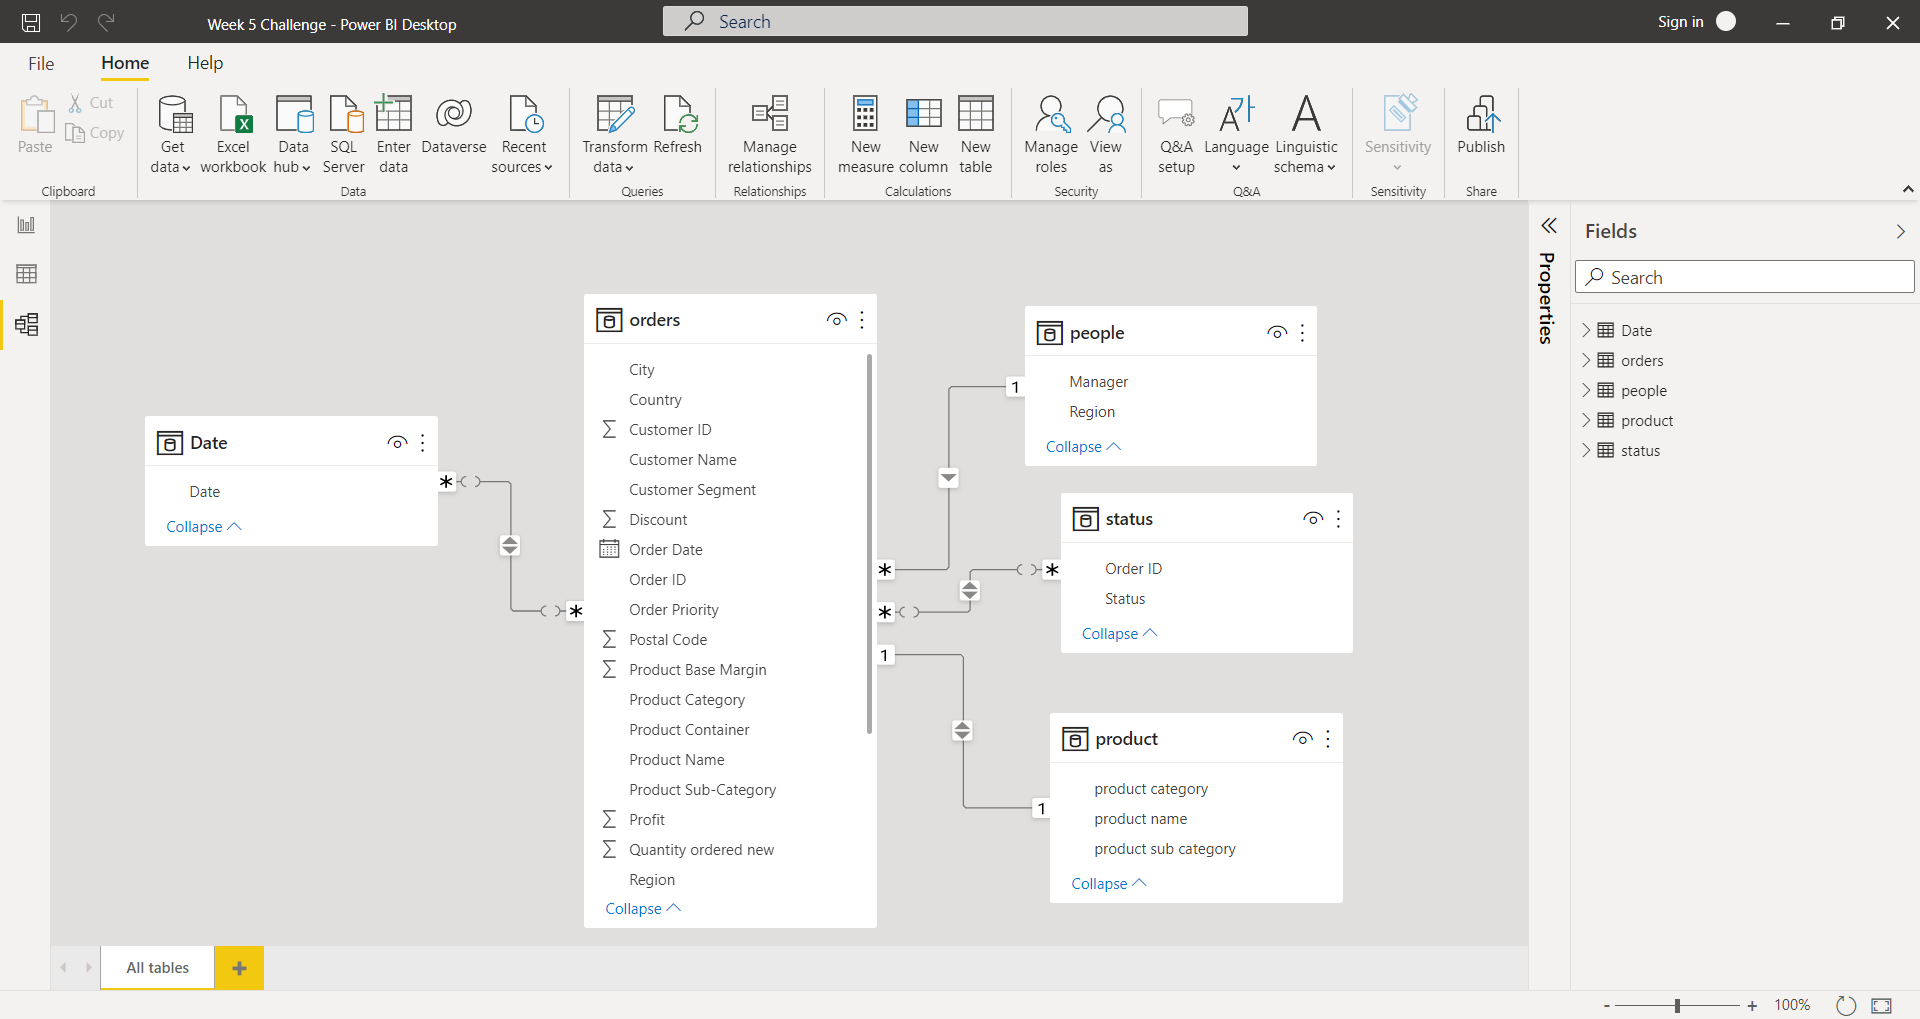 Week 5 Challenge - Power BI Desktop
Search
Sign in
File
Home
Help
Paste
Cut
Copy
Clipboard
Get data
Excel workbook
Data hub
SQL Server
Enter data
Dataverse
Recent sources
Data
Transform data
Refresh
Queries
Manage relationships
Relationships
New measure
New column
New table
Calculations
Manage roles
View as
Security
Q&A setup
Language
Linguistic schema
Q&A
Sensitivity
Sensitivity
Publish
Share
Date
Date
Collapse
*
*
orders
City
Country
Customer ID
Customer Name
Customer Segment
Discount
Order Date
Order ID
Order Priority
Postal Code
Product Base Margin
Product Category
Product Container
Product Name
Product Sub-Category
Profit
Quantity ordered new
Region
Collapse
*
*
1
people
Manager
Region
Collapse
1
status
Order ID
Status
Collapse
*
product
product category
product name
product sub category
Collapse
1
Properties
Fields
Search
Date
orders
people
product
status
All tables
+
- + 100%